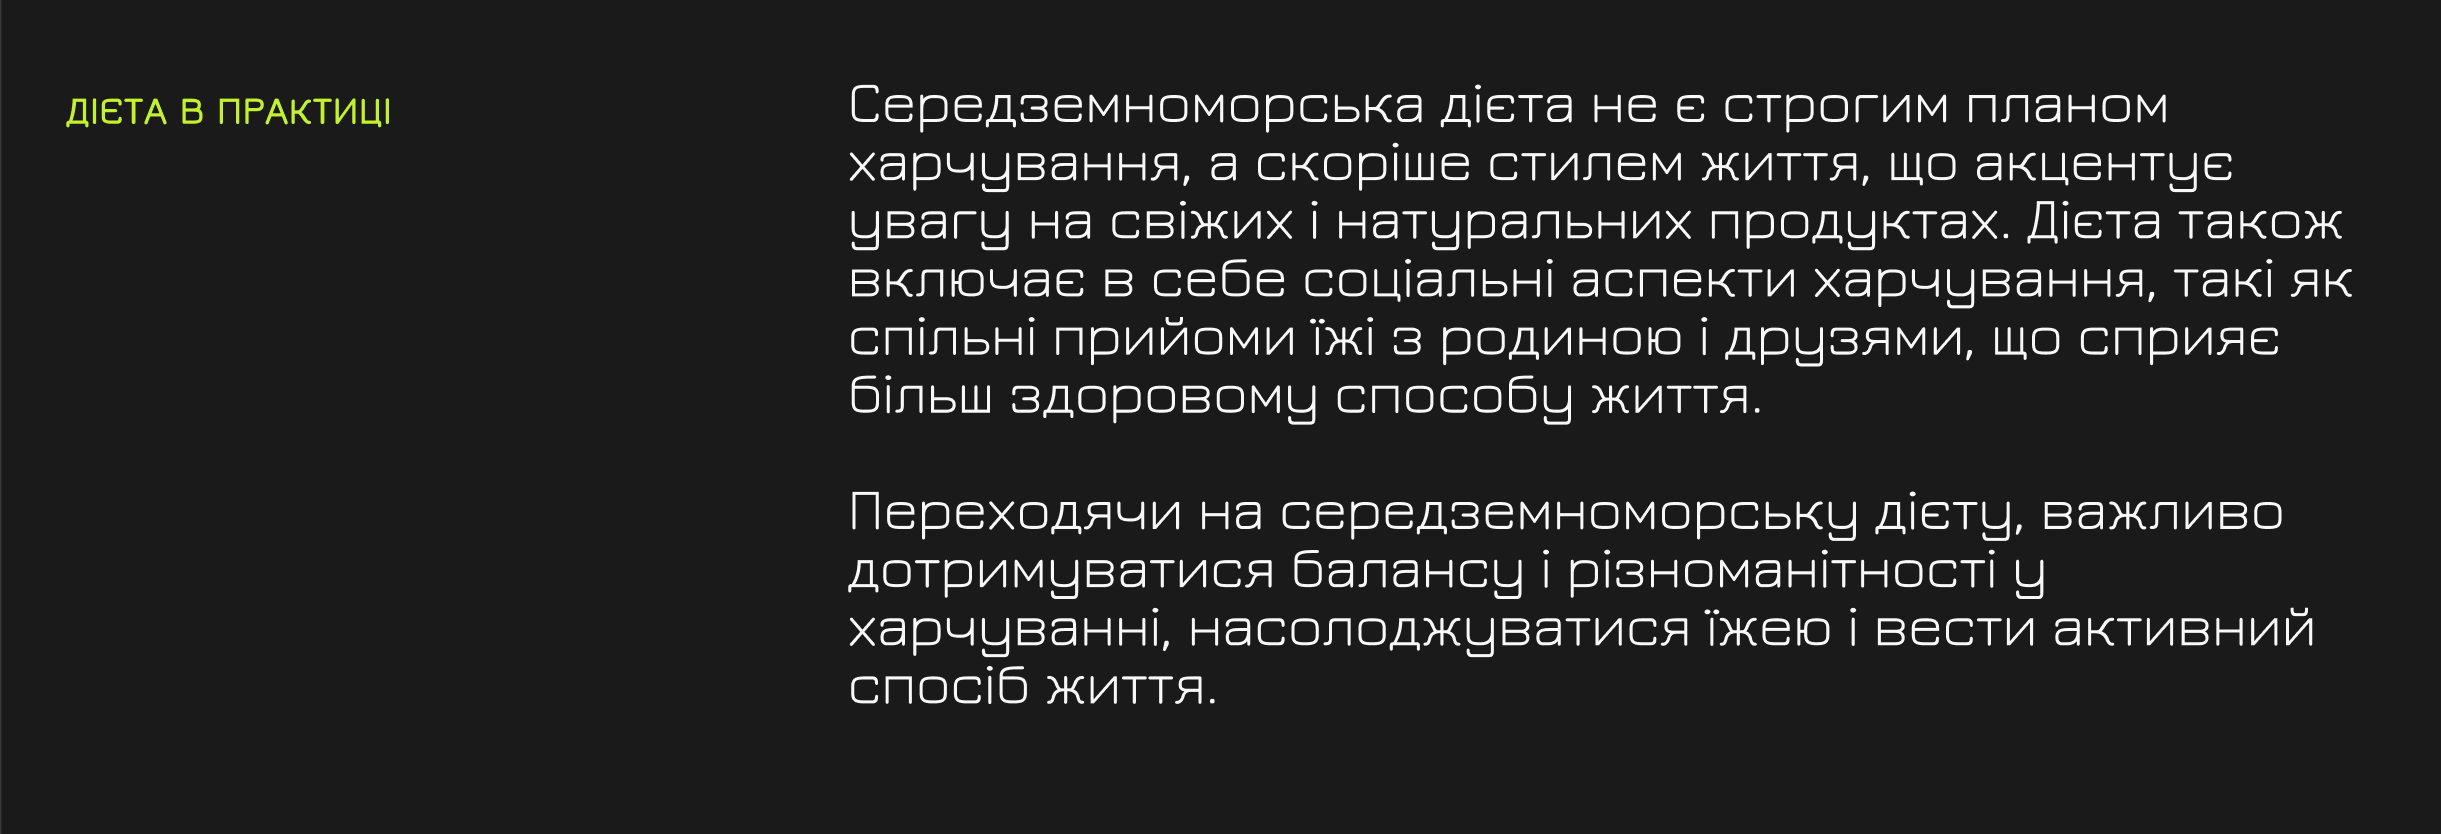 ДІЄТА В ПРАКТИЦІ
Середземноморська дієта не є строгим планом
харчування, а скоріше стилем життя, що акцентує
увагу на свіжих і натуральних продуктах. Дієта також
включає в себе соціальні аспекти харчування, такі як
спільні прийоми їжі з родиною і друзями, що сприяє
більш здоровому способу життя.
Переходячи на середземноморську дієту, важливо
дотримуватися балансу і різноманітності у
харчуванні, насолоджуватися їжею і вести активний
спосіб життя.